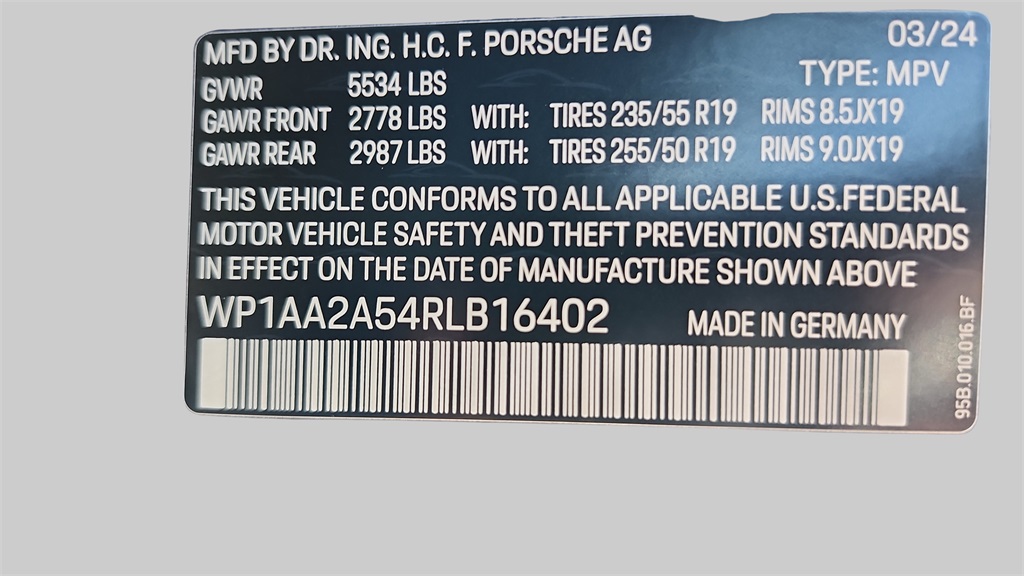 MFD BY DR. ING. H.C. F. PORSCHE AG 03/24
GVWR 5534 LBS TYPE: MPV
GAWR FRONT 2778 LBS WITH: TIRES 235/55 R19 RIMS 8.5JX19
GAWR REAR 2987 LBS WITH: TIRES 255/50 R19 RIMS 9.0JX19
THIS VEHICLE CONFORMS TO ALL APPLICABLE U.S.FEDERAL
MOTOR VEHICLE SAFETY AND THEFT PREVENTION STANDARDS
IN EFFECT ON THE DATE OF MANUFACTURE SHOWN ABOVE
WP1AA2A54RLB16402 MADE IN GERMANY
95B.010.016.BF